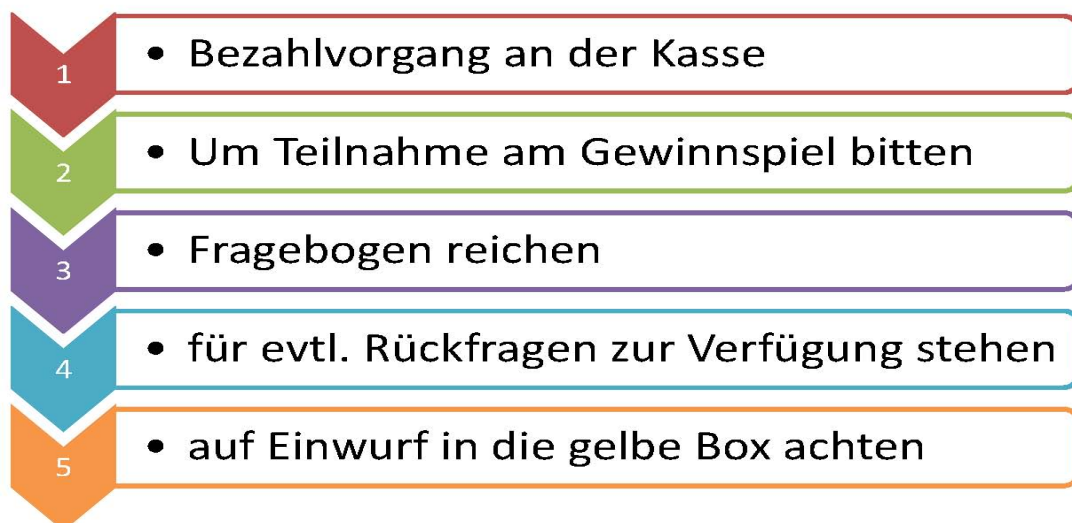 1
• Bezahlvorgang an der Kasse
2
• Um Teilnahme am Gewinnspiel bitten
3
• Fragebogen reichen
4
• für evtl. Rückfragen zur Verfügung stehen
5
• auf Einwurf in die gelbe Box achten